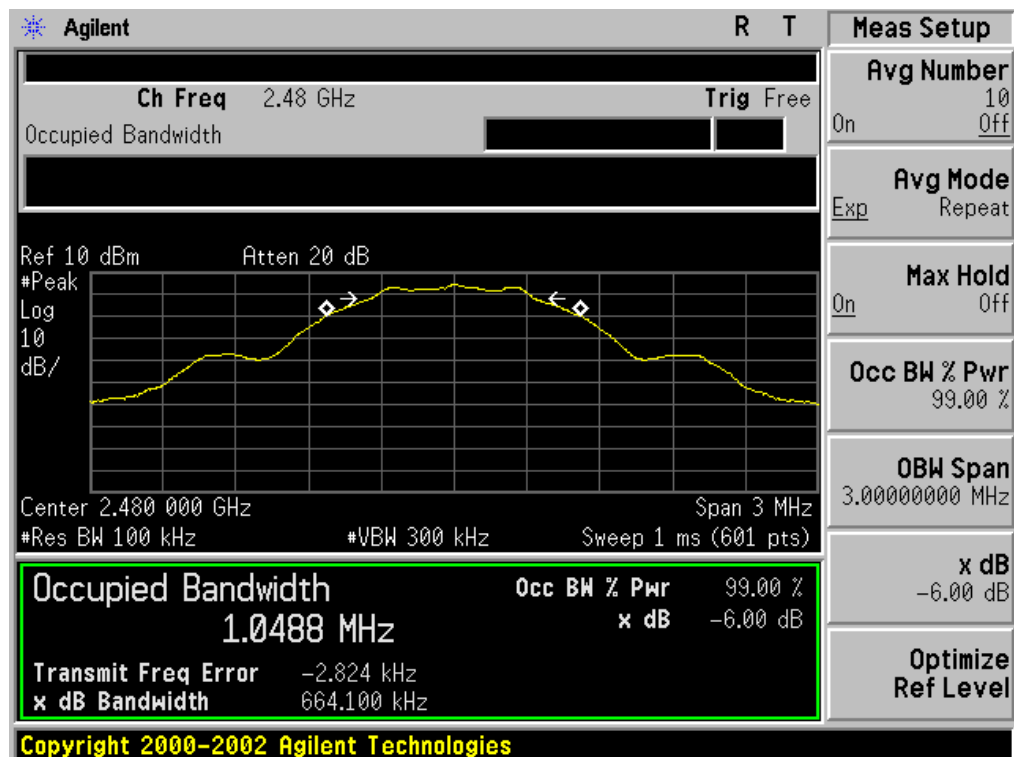 Agilent R T
Ch Freq 2.48 GHz Trig Free
Occupied Bandwidth
Ref 10 dBm Atten 20 dB
#Peak
Log
10
dB/
Center 2.480 000 GHz Span 3 MHz
#Res BW 100 kHz #VBW 300 kHz Sweep 1 ms (601 pts)
Occupied Bandwidth Occ BW % Pwr 99.00 %
1.0488 MHz x dB -6.00 dB
Transmit Freq Error -2.824 kHz
x dB Bandwidth 664.100 kHz
Copyright 2000-2002 Agilent Technologies
Meas Setup
Avg Number
10
On Off
Avg Mode
Exp Repeat
Max Hold
On Off
Occ BW % Pwr
99.00 %
OBW Span
3.00000000 MHz
x dB
-6.00 dB
Optimize
Ref Level